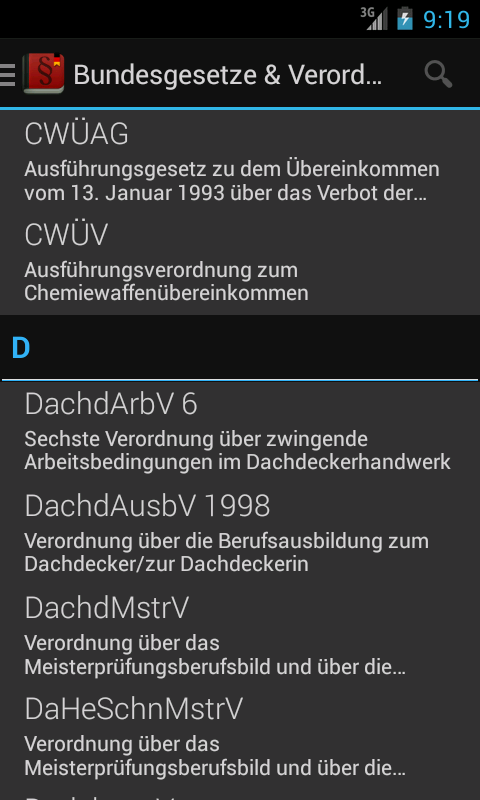 3G 9:19
Bundesgesetze & Verord...
CWÜAG
Ausführungsgesetz zu dem Übereinkommen
vom 13. Januar 1993 über das Verbot der...
CWÜV
Ausführungsverordnung zum
Chemiewaffenübereinkommen
D
DachdArbV 6
Sechste Verordnung über zwingende
Arbeitsbedingungen im Dachdeckerhandwerk
DachdAusbV 1998
Verordnung über die Berufsausbildung zum
Dachdecker/zur Dachdeckerin
DachdMstrV
Verordnung über das
Meisterprüfungsberufsbild und über die...
DaHeSchnMstrV
Verordnung über das
Meisterprüfungsberufsbild und über die...